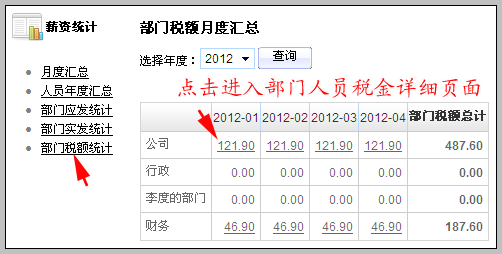 薪资统计
月度汇总
人员年度汇总
部门应发统计
部门实发统计
部门税额统计
部门税额月度汇总
选择年度： 2012 查询
点击进入部门人员税金详细页面
2012-01 2012-02 2012-03 2012-04 部门税额总计
公司 121.90 121.90 121.90 121.90 487.60
行政 0.00 0.00 0.00 0.00 0.00
李度的部门 0.00 0.00 0.00 0.00 0.00
财务 46.90 46.90 46.90 46.90 187.60